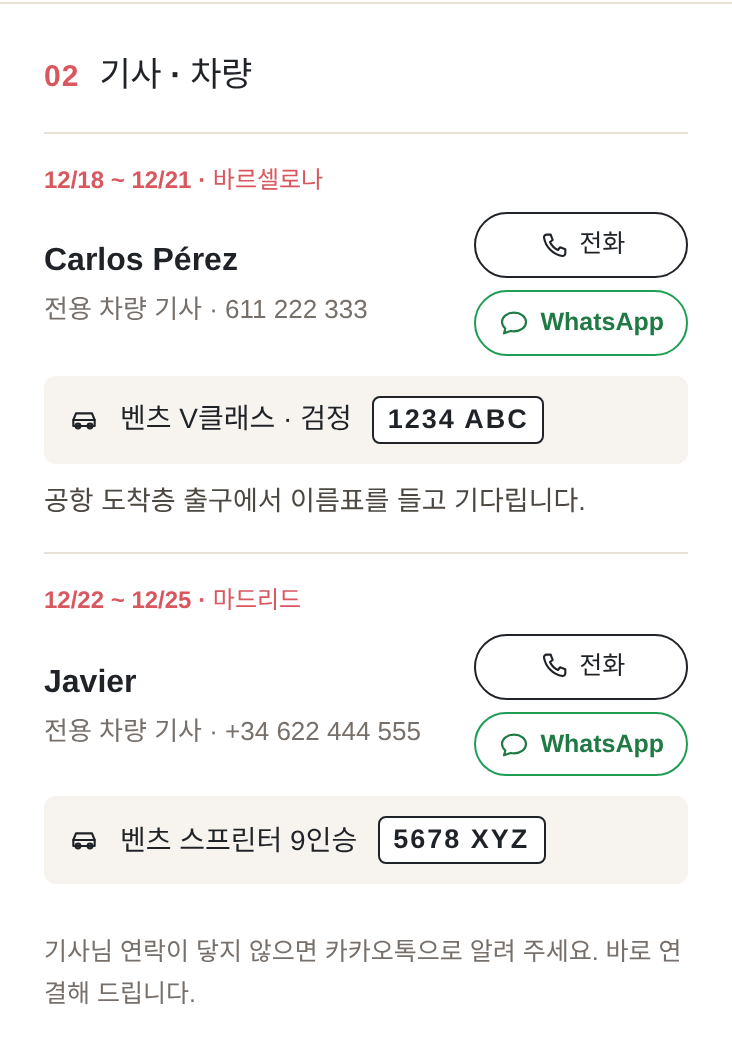 02 기사 · 차량
12/18 ~ 12/21 · 바르셀로나
Carlos Pérez
전용 차량 기사 · 611 222 333
전화
WhatsApp
벤츠 V클래스 · 검정 1234 ABC
공항 도착층 출구에서 이름표를 들고 기다립니다.
12/22 ~ 12/25 · 마드리드
Javier
전용 차량 기사 · +34 622 444 555
전화
WhatsApp
벤츠 스프린터 9인승 5678 XYZ
기사님 연락이 닿지 않으면 카카오톡으로 알려 주세요. 바로 연
결해 드립니다.